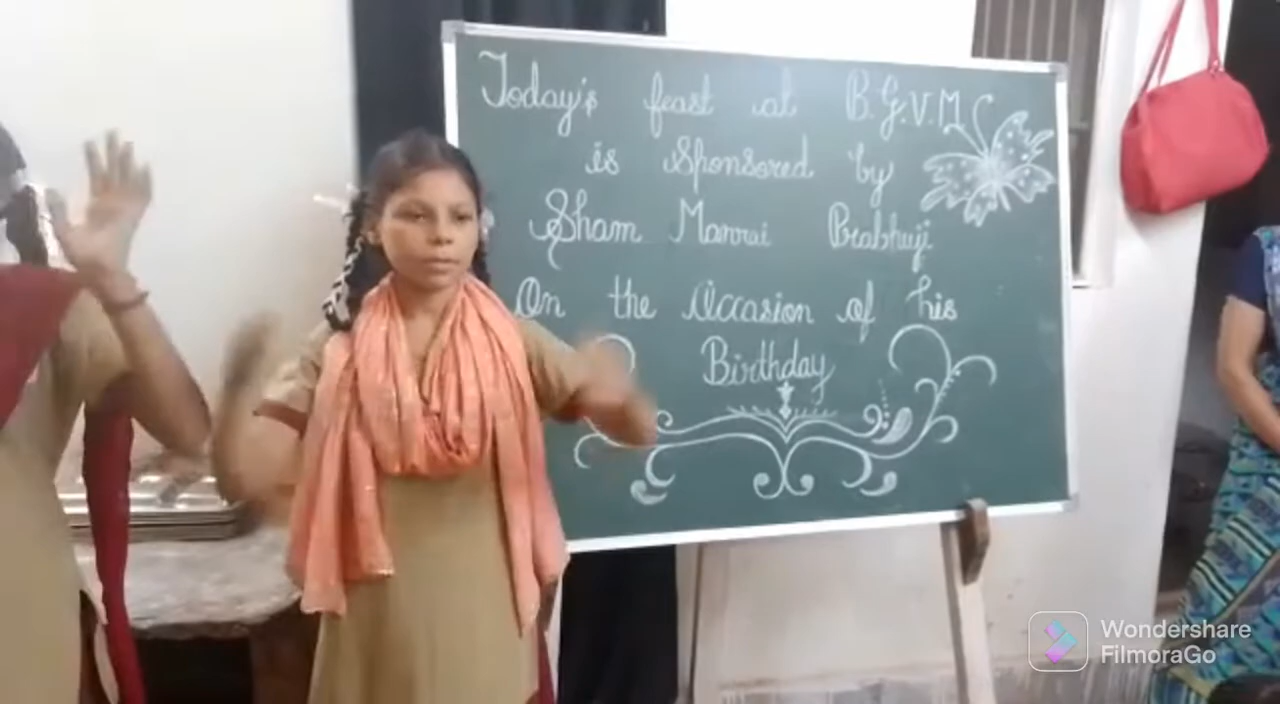 Today's feast at B.G.V.M
is Sponsored by
Sham Manrai Prabhuji
On the Occasion of his
Birthday
Wondershare
FilmoraGo